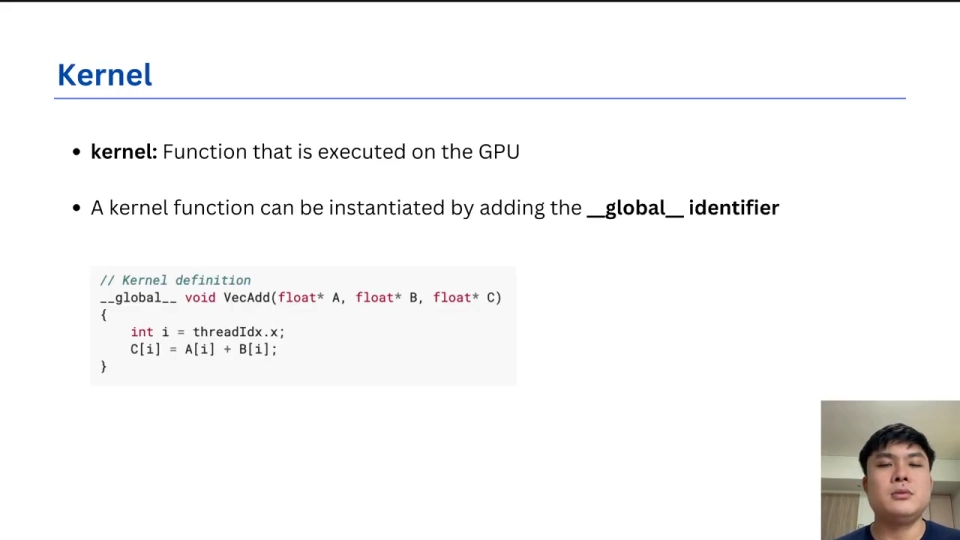 Kernel
• kernel: Function that is executed on the GPU
• A kernel function can be instantiated by adding the __global__ identifier
// Kernel definition
__global__ void VecAdd(float* A, float* B, float* C)
{
    int i = threadIdx.x;
    C[i] = A[i] + B[i];
}